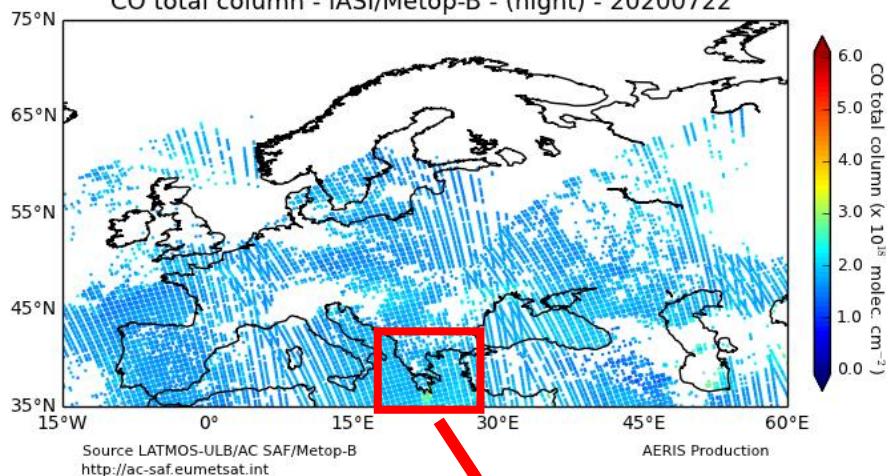 CO total column - IASI/Metop-B - (night) - 20200722
75°N
65°N
55°N
45°N
35°N
15°W
0°
15°E
30°E
45°E
60°E
6.0
5.0
4.0
3.0
2.0
1.0
0.0
CO total column (x 10¹⁸ molec. cm⁻²)
Source LATMOS-ULB/AC SAF/Metop-B
AERIS Production
http://ac-saf.eumetsat.int